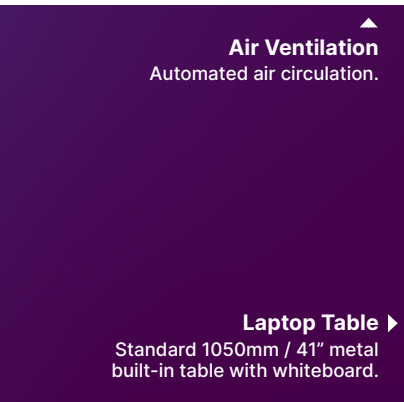 Air Ventilation
Automated air circulation.
Laptop Table
Standard 1050mm / 41” metal
built-in table with whiteboard.